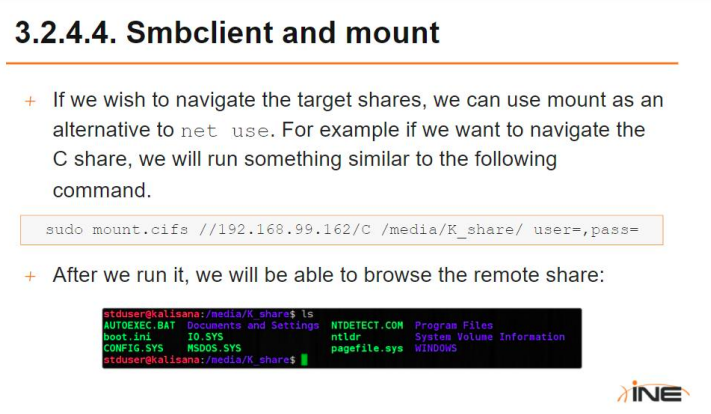 3.2.4.4. Smbclient and mount
+ If we wish to navigate the target shares, we can use mount as an
alternative to net use. For example if we want to navigate the
C share, we will run something similar to the following
command.
sudo mount.cifs //192.168.99.162/C /media/K_share/ user=,pass=
+ After we run it, we will be able to browse the remote share:
stduser@kalisana:/media/K_share$ ls
AUTOEXEC.BAT Documents and Settings NTDETECT.COM Program Files
boot.ini IO.SYS ntldr System Volume Information
CONFIG.SYS MSDOS.SYS pagefile.sys WINDOWS
stduser@kalisana:/media/K_share$
INE